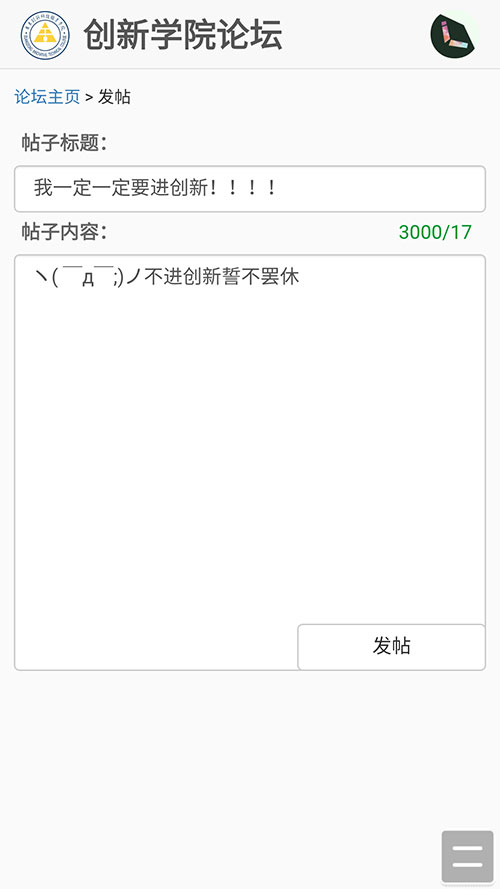 创新学院论坛
论坛主页 > 发帖
帖子标题：
我一定一定要进创新！！！！
帖子内容：
3000/17
ヽ(￣д￣;)ノ不进创新誓不罢休
发帖